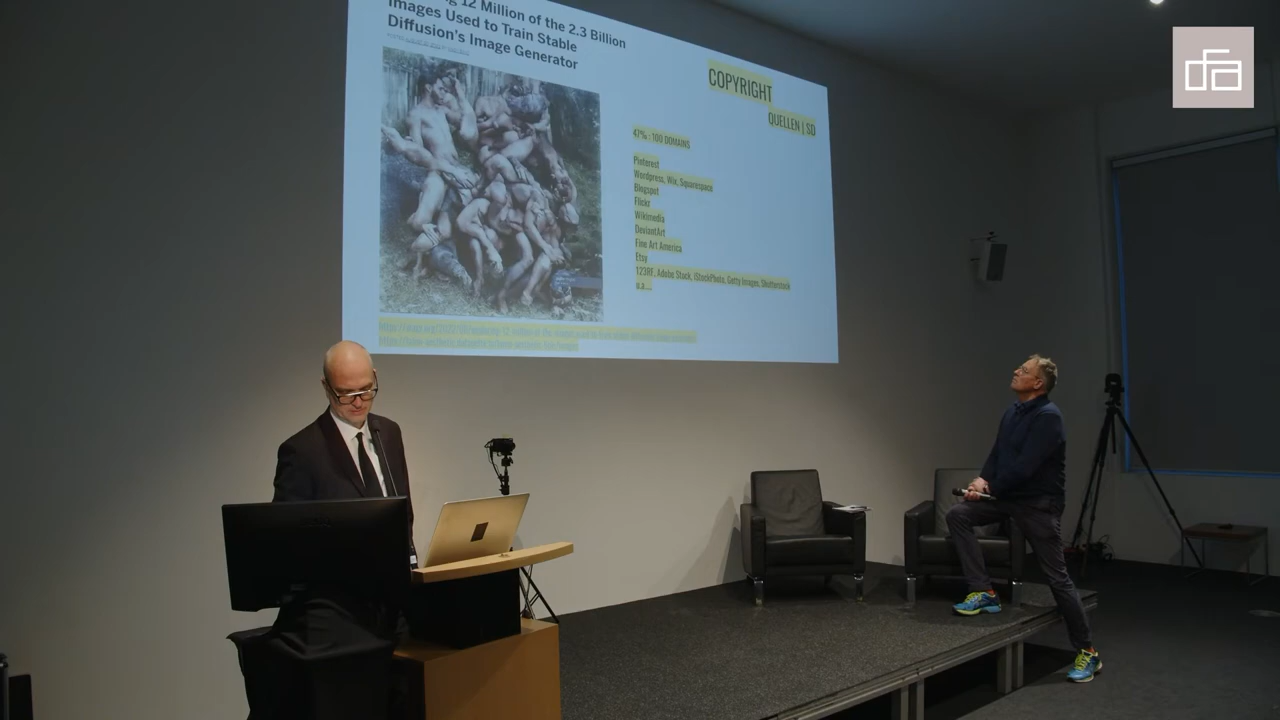 ng 12 Million of the 2.3 Billion
Images Used to Train Stable
Diffusion's Image Generator
COPYRIGHT
QUELLEN | SD
47% : 100 DOMAINS
Pinterest
Wordpress, Wix, Squarespace
Blogspot
Flickr
Wikimedia
DeviantArt
Fine Art America
Etsy
123RF, Adobe Stock, iStockPhoto, Getty Images, Shutterstock
u.a....
dfa